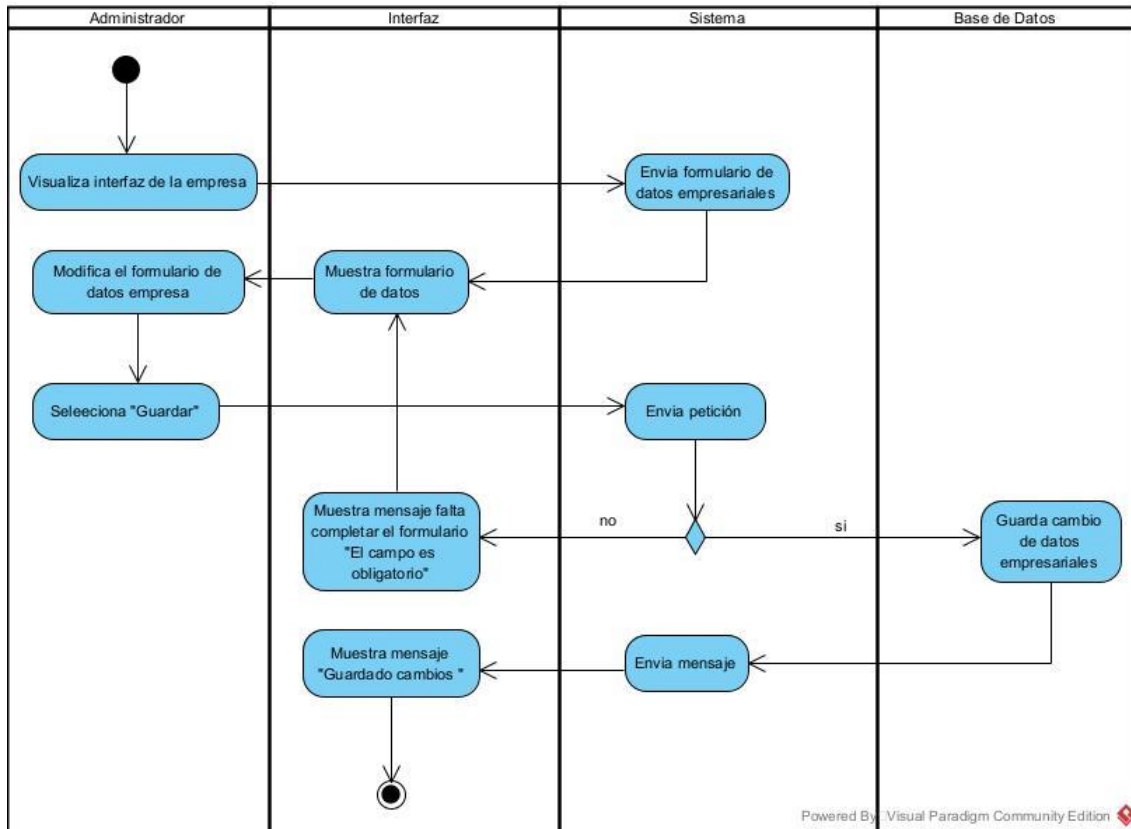 Administrador
Interfaz
Sistema
Base de Datos
Visualiza interfaz de la empresa
Envia formulario de
datos empresariales
Modifica el formulario de
datos empresa
Muestra formulario
de datos
Seleeciona "Guardar"
Envia petición
Muestra mensaje falta
completar el formulario
"El campo es
obligatorio"
no
si
Guarda cambio
de datos
empresariales
Muestra mensaje
"Guardado cambios "
Envia mensaje
Powered By Visual Paradigm Community Edition